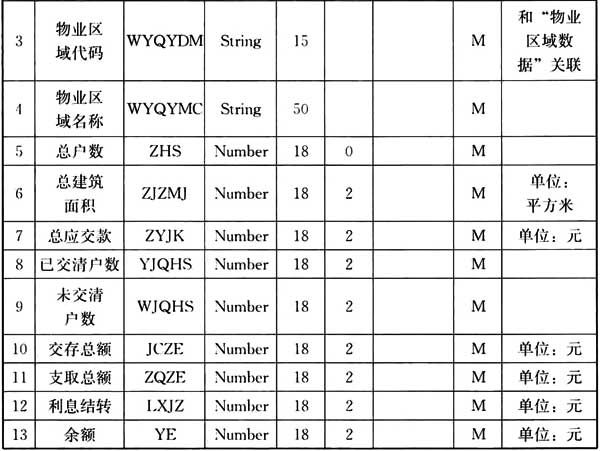 3 物业区域代码 WYQYDM String 15 M 和“物业区域数据”关联
4 物业区域名称 WYQYMC String 50 M
5 总户数 ZHS Number 18 0 M
6 总建筑面积 ZJZMJ Number 18 2 M 单位：平方米
7 总应交款 ZYJK Number 18 2 M 单位：元
8 已交清户数 YJQHS Number 18 2 M
9 未交清户数 WJQHS Number 18 2 M
10 交存总额 JCZE Number 18 2 M 单位：元
11 支取总额 ZQZE Number 18 2 M 单位：元
12 利息结转 LXJZ Number 18 2 M 单位：元
13 余额 YE Number 18 2 M 单位：元